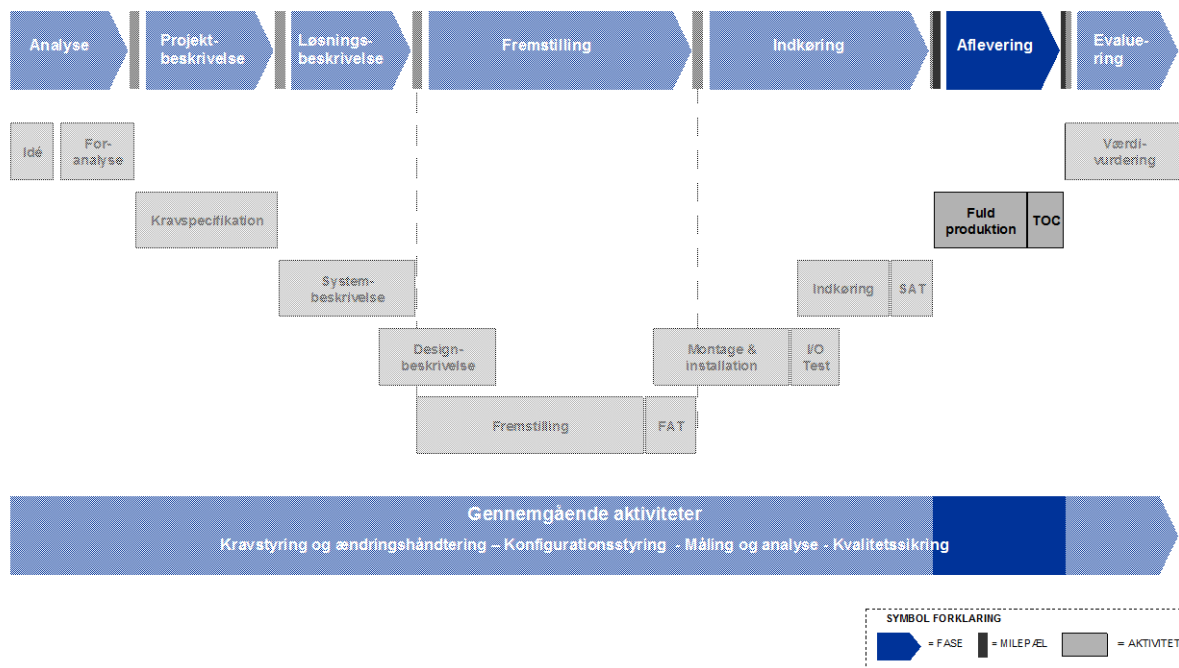 Analyse
Projekt-
beskrivelse
Løsnings-
beskrivelse
Fremstilling
Indkøring
Aflevering
Evalue-
ring
Idé
For-
analyse
Værdi-
vurdering
Kravspecifikation
Fuld
produktion
TOC
System-
beskrivelse
Indkøring
SAT
Design-
beskrivelse
Montage &
installation
I/O
Test
Fremstilling
FAT
Gennemgående aktiviteter
Kravstyring og ændringshåndtering – Konfigurationsstyring - Måling og analyse - Kvalitetssikring
SYMBOL FORKLARING
= FASE
= MILEPÆL
= AKTIVITET